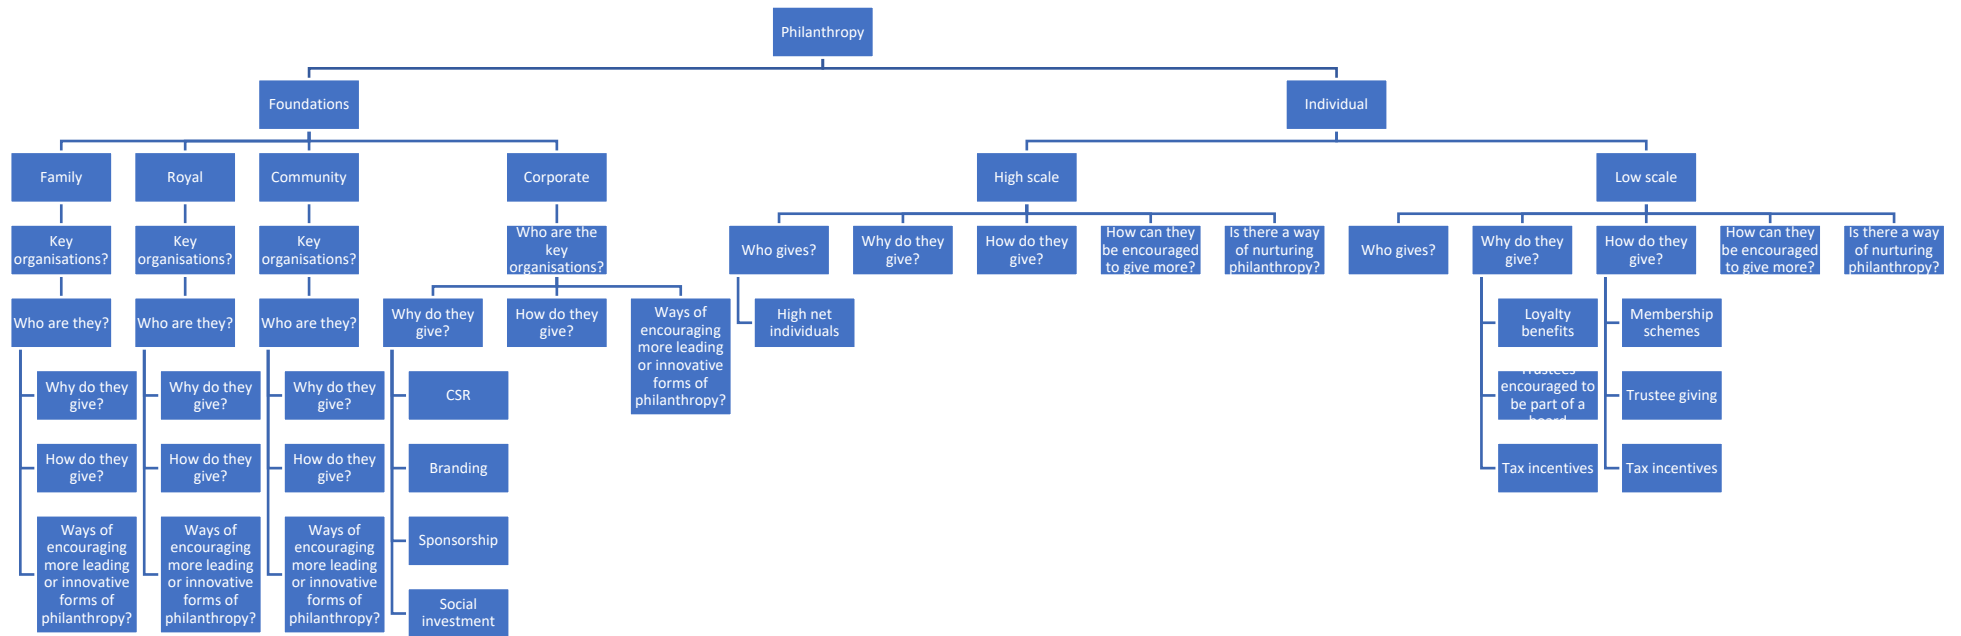 Philanthropy
Foundations
Individual
Family
Royal
Community
Corporate
High scale
Low scale
Key
organisations?
Key
organisations?
Key
organisations?
Who are the
key
organisations?
Who gives?
Why do they
give?
How do they
give?
How can they
be encouraged
to give more?
Is there a way
of nurturing
philanthropy?
Who gives?
Why do they
give?
How do they
give?
How can they
be encouraged
to give more?
Is there a way
of nurturing
philanthropy?
Who are they?
Who are they?
Who are they?
Why do they
give?
How do they
give?
Ways of
encouraging
more leading
or innovative
forms of
philanthropy?
High net
individuals
Loyalty
benefits
Membership
schemes
Why do they
give?
Why do they
give?
Why do they
give?
CSR
Trustees
encouraged to
be part of a
board
Trustee giving
How do they
give?
How do they
give?
How do they
give?
Branding
Tax incentives
Tax incentives
Ways of
encouraging
more leading
or innovative
forms of
philanthropy?
Ways of
encouraging
more leading
or innovative
forms of
philanthropy?
Ways of
encouraging
more leading
or innovative
forms of
philanthropy?
Sponsorship
Social
investment